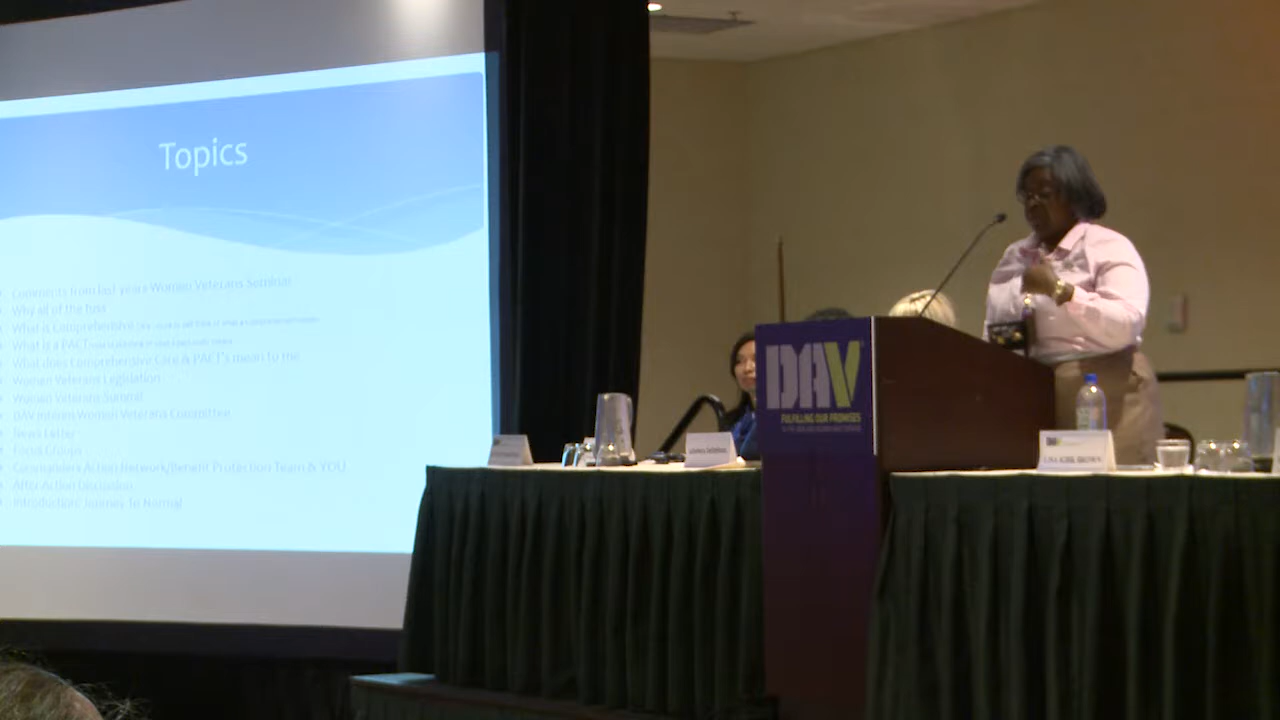 Topics
Comments from last years Women Veterans Seminar
Why all of the fuss
What is Comprehensive
What is a PACT
What does Comprehensive Care & PACT's mean to me
Women Veterans Legislation
Women Veterans Summit
DAV Interim Women Veterans Committee
News Letter
Focus Groups
Commanders Action Network/Benefit Protection Team & YOU
After Action Discussion
Introduction: Journey To Normal
DAV
FULFILLING OUR PROMISES